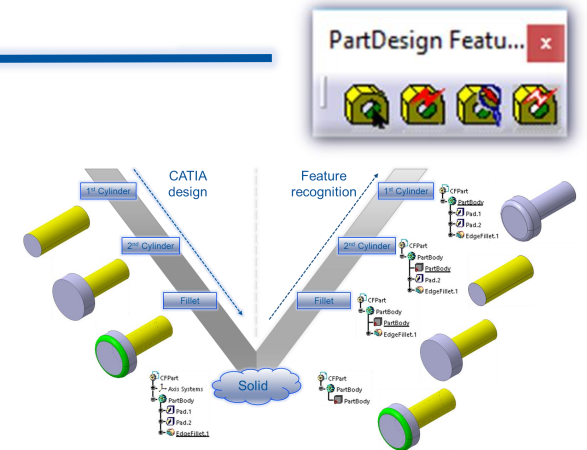 PartDesign Featu...
x
CATIA
design
Feature
recognition
1st Cylinder
2nd Cylinder
Fillet
1st Cylinder
2nd Cylinder
Fillet
Solid
CFPart
Axis Systems
PartBody
Pad.1
Pad.2
EdgeFillet.1
CFPart
PartBody
PartBody
CFPart
PartBody
PartBody
EdgeFillet.1
CFPart
PartBody
PartBody
Pad.2
EdgeFillet.1
CFPart
PartBody
Pad.1
Pad.2
EdgeFillet.1